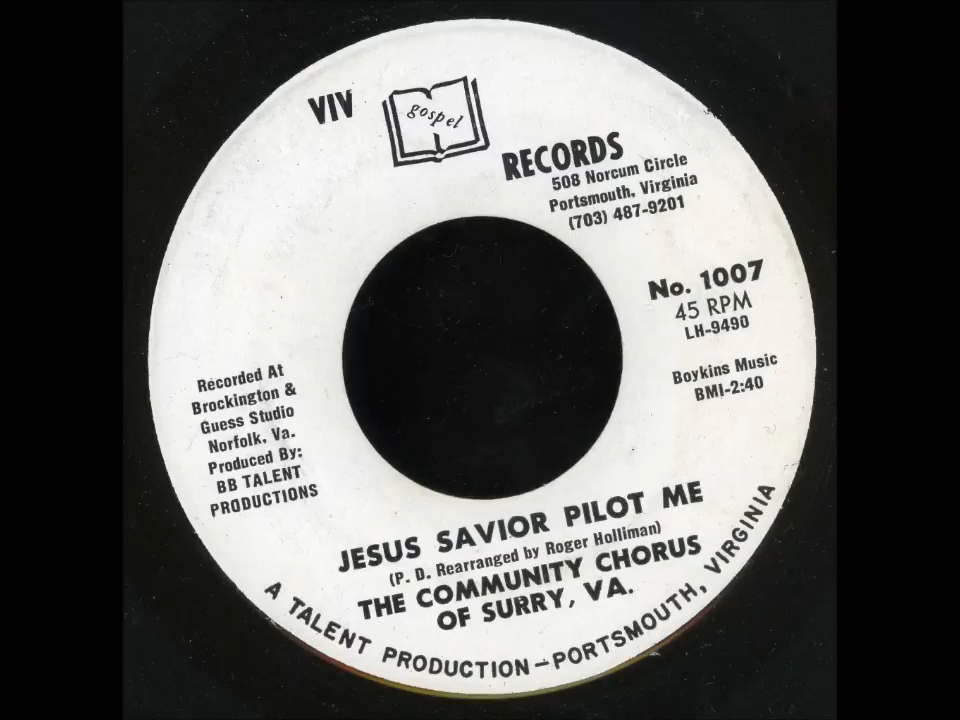 VIV
gospel
RECORDS
508 Norcum Circle
Portsmouth, Virginia
(703) 487-9201
No. 1007
45 RPM
LH-9490
Boykins Music
BMI-2:40
Recorded At
Brockington &
Guess Studio
Norfolk, Va.
Produced By:
BB TALENT
PRODUCTIONS
JESUS SAVIOR PILOT ME
(P. D. Rearranged by Roger Holliman)
THE COMMUNITY CHORUS
OF SURRY, VA.
A TALENT PRODUCTION—PORTSMOUTH, VIRGINIA